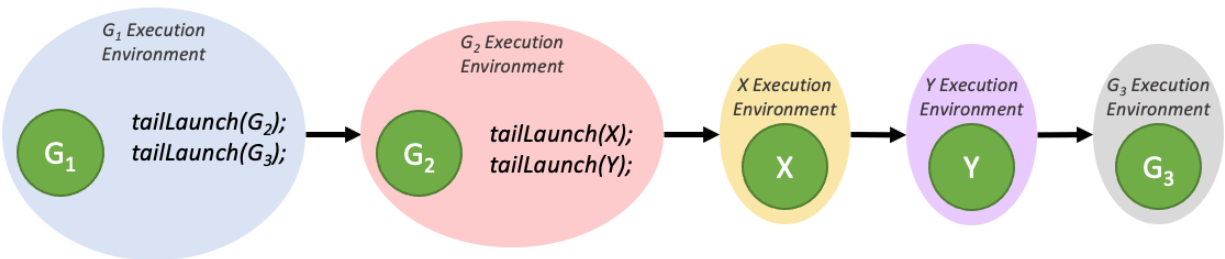 G₁ Execution
Environment
G₁
tailLaunch(G₂);
tailLaunch(G₃);
G₂ Execution
Environment
G₂
tailLaunch(X);
tailLaunch(Y);
X Execution
Environment
X
Y Execution
Environment
Y
G₃ Execution
Environment
G₃